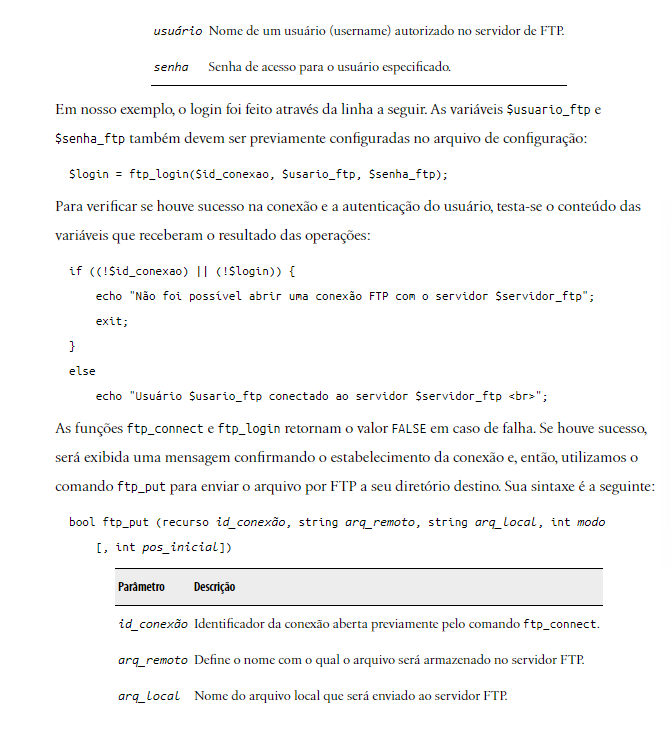 usuário Nome de um usuário (username) autorizado no servidor de FTP.
senha Senha de acesso para o usuário especificado.
Em nosso exemplo, o login foi feito através da linha a seguir. As variáveis $usuario_ftp e
$senha_ftp também devem ser previamente configuradas no arquivo de configuração:
$login = ftp_login($id_conexao, $usario_ftp, $senha_ftp);
Para verificar se houve sucesso na conexão e a autenticação do usuário, testa-se o conteúdo das
variáveis que receberam o resultado das operações:
if ((!$id_conexao) || (!$login)) {
echo "Não foi possível abrir uma conexão FTP com o servidor $servidor_ftp";
exit;
}
else
echo "Usuário $usario_ftp conectado ao servidor $servidor_ftp <br>";
As funções ftp_connect e ftp_login retornam o valor FALSE em caso de falha. Se houve sucesso,
será exibida uma mensagem confirmando o estabelecimento da conexão e, então, utilizamos o
comando ftp_put para enviar o arquivo por FTP a seu diretório destino. Sua sintaxe é a seguinte:
bool ftp_put (recurso id_conexão, string arq_remoto, string arq_local, int modo
[, int pos_inicial])
Parâmetro Descrição
id_conexão Identificador da conexão aberta previamente pelo comando ftp_connect.
arq_remoto Define o nome com o qual o arquivo será armazenado no servidor FTP.
arq_local Nome do arquivo local que será enviado ao servidor FTP.